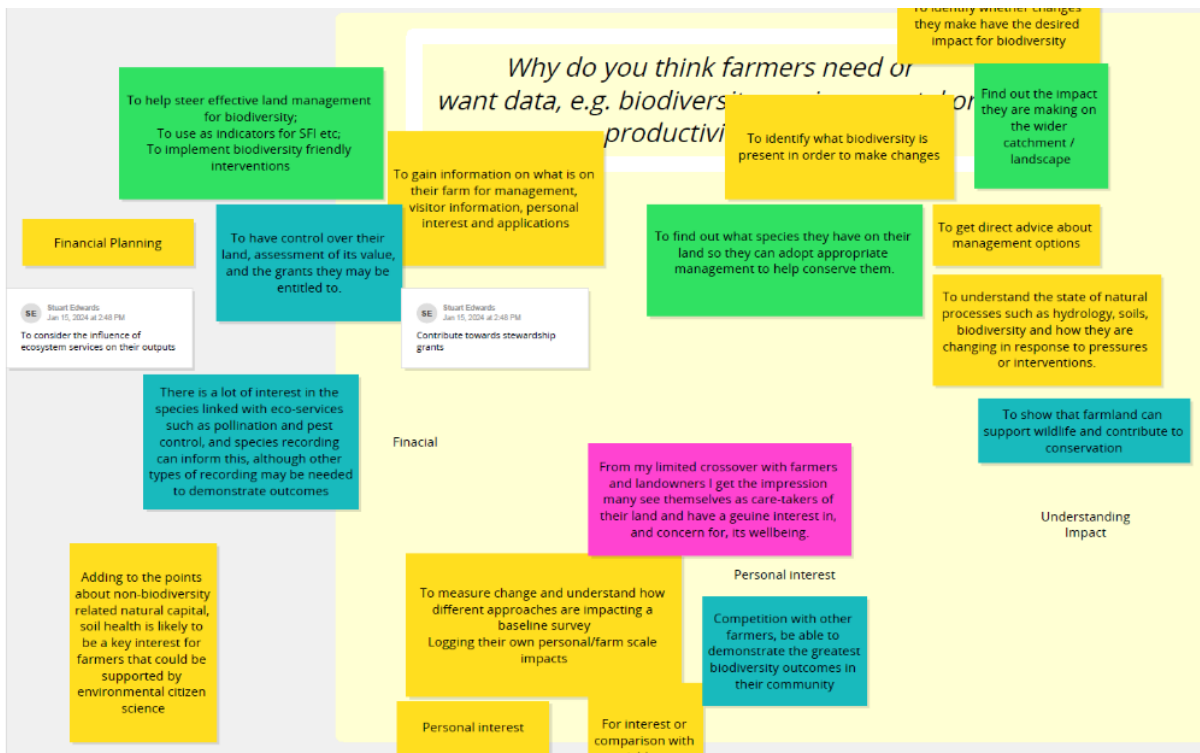 To identify whether changes
they make have the desired
impact for biodiversity
Why do you think farmers need or
want data, e.g. biodiversity
productivi
To help steer effective land management
for biodiversity;
To use as indicators for SFI etc;
To implement biodiversity friendly
interventions
Find out the impact
they are making on
the wider
catchment /
landscape
To identify what biodiversity is
present in order to make changes
To gain information on what is on
their farm for management,
visitor information, personal
interest and applications
Financial Planning
To have control over their
land, assessment of its value,
and the grants they may be
entitled to.
To find out what species they have on their
land so they can adopt appropriate
management to help conserve them.
To get direct advice about
management options
SE
Stuart Edwards
Jan 15, 2024 at 2:48 PM
To consider the influence of
ecosystem services on their outputs
SE
Stuart Edwards
Jan 15, 2024 at 2:48 PM
Contribute towards stewardship
grants
To understand the state of natural
processes such as hydrology, soils,
biodiversity and how they are
changing in response to pressures
or interventions.
There is a lot of interest in the
species linked with eco-services
such as pollination and pest
control, and species recording
can inform this, although other
types of recording may be needed
to demonstrate outcomes
Finacial
To show that farmland can
support wildlife and contribute to
conservation
From my limited crossover with farmers
and landowners I get the impression
many see themselves as care-takers of
their land and have a geuine interest in,
and concern for, its wellbeing.
Understanding
Impact
Adding to the points
about non-biodiversity
related natural capital,
soil health is likely to
be a key interest for
farmers that could be
supported by
environmental citizen
science
To measure change and understand how
different approaches are impacting a
baseline survey
Logging their own personal/farm scale
impacts
Personal interest
Competition with other
farmers, be able to
demonstrate the greatest
biodiversity outcomes in
their community
Personal interest
For interest or
comparison with